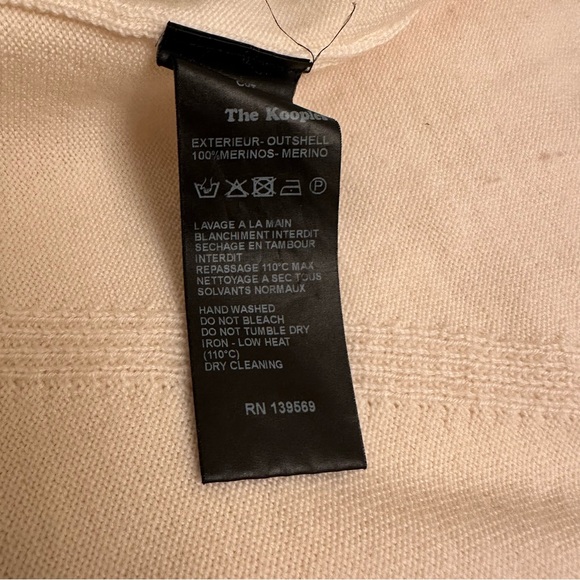 The Kooples
EXTERIEUR- OUTSHELL
100%MERINOS- MERINO
LAVAGE A LA MAIN
BLANCHIMENT INTERDIT
SECHAGE EN TAMBOUR
INTERDIT
REPASSAGE 110°C MAX
NETTOYAGE A SEC TOUS
SOLVANTS NORMAUX
HAND WASHED
DO NOT BLEACH
DO NOT TUMBLE DRY
IRON - LOW HEAT
(110°C)
DRY CLEANING
RN 139569